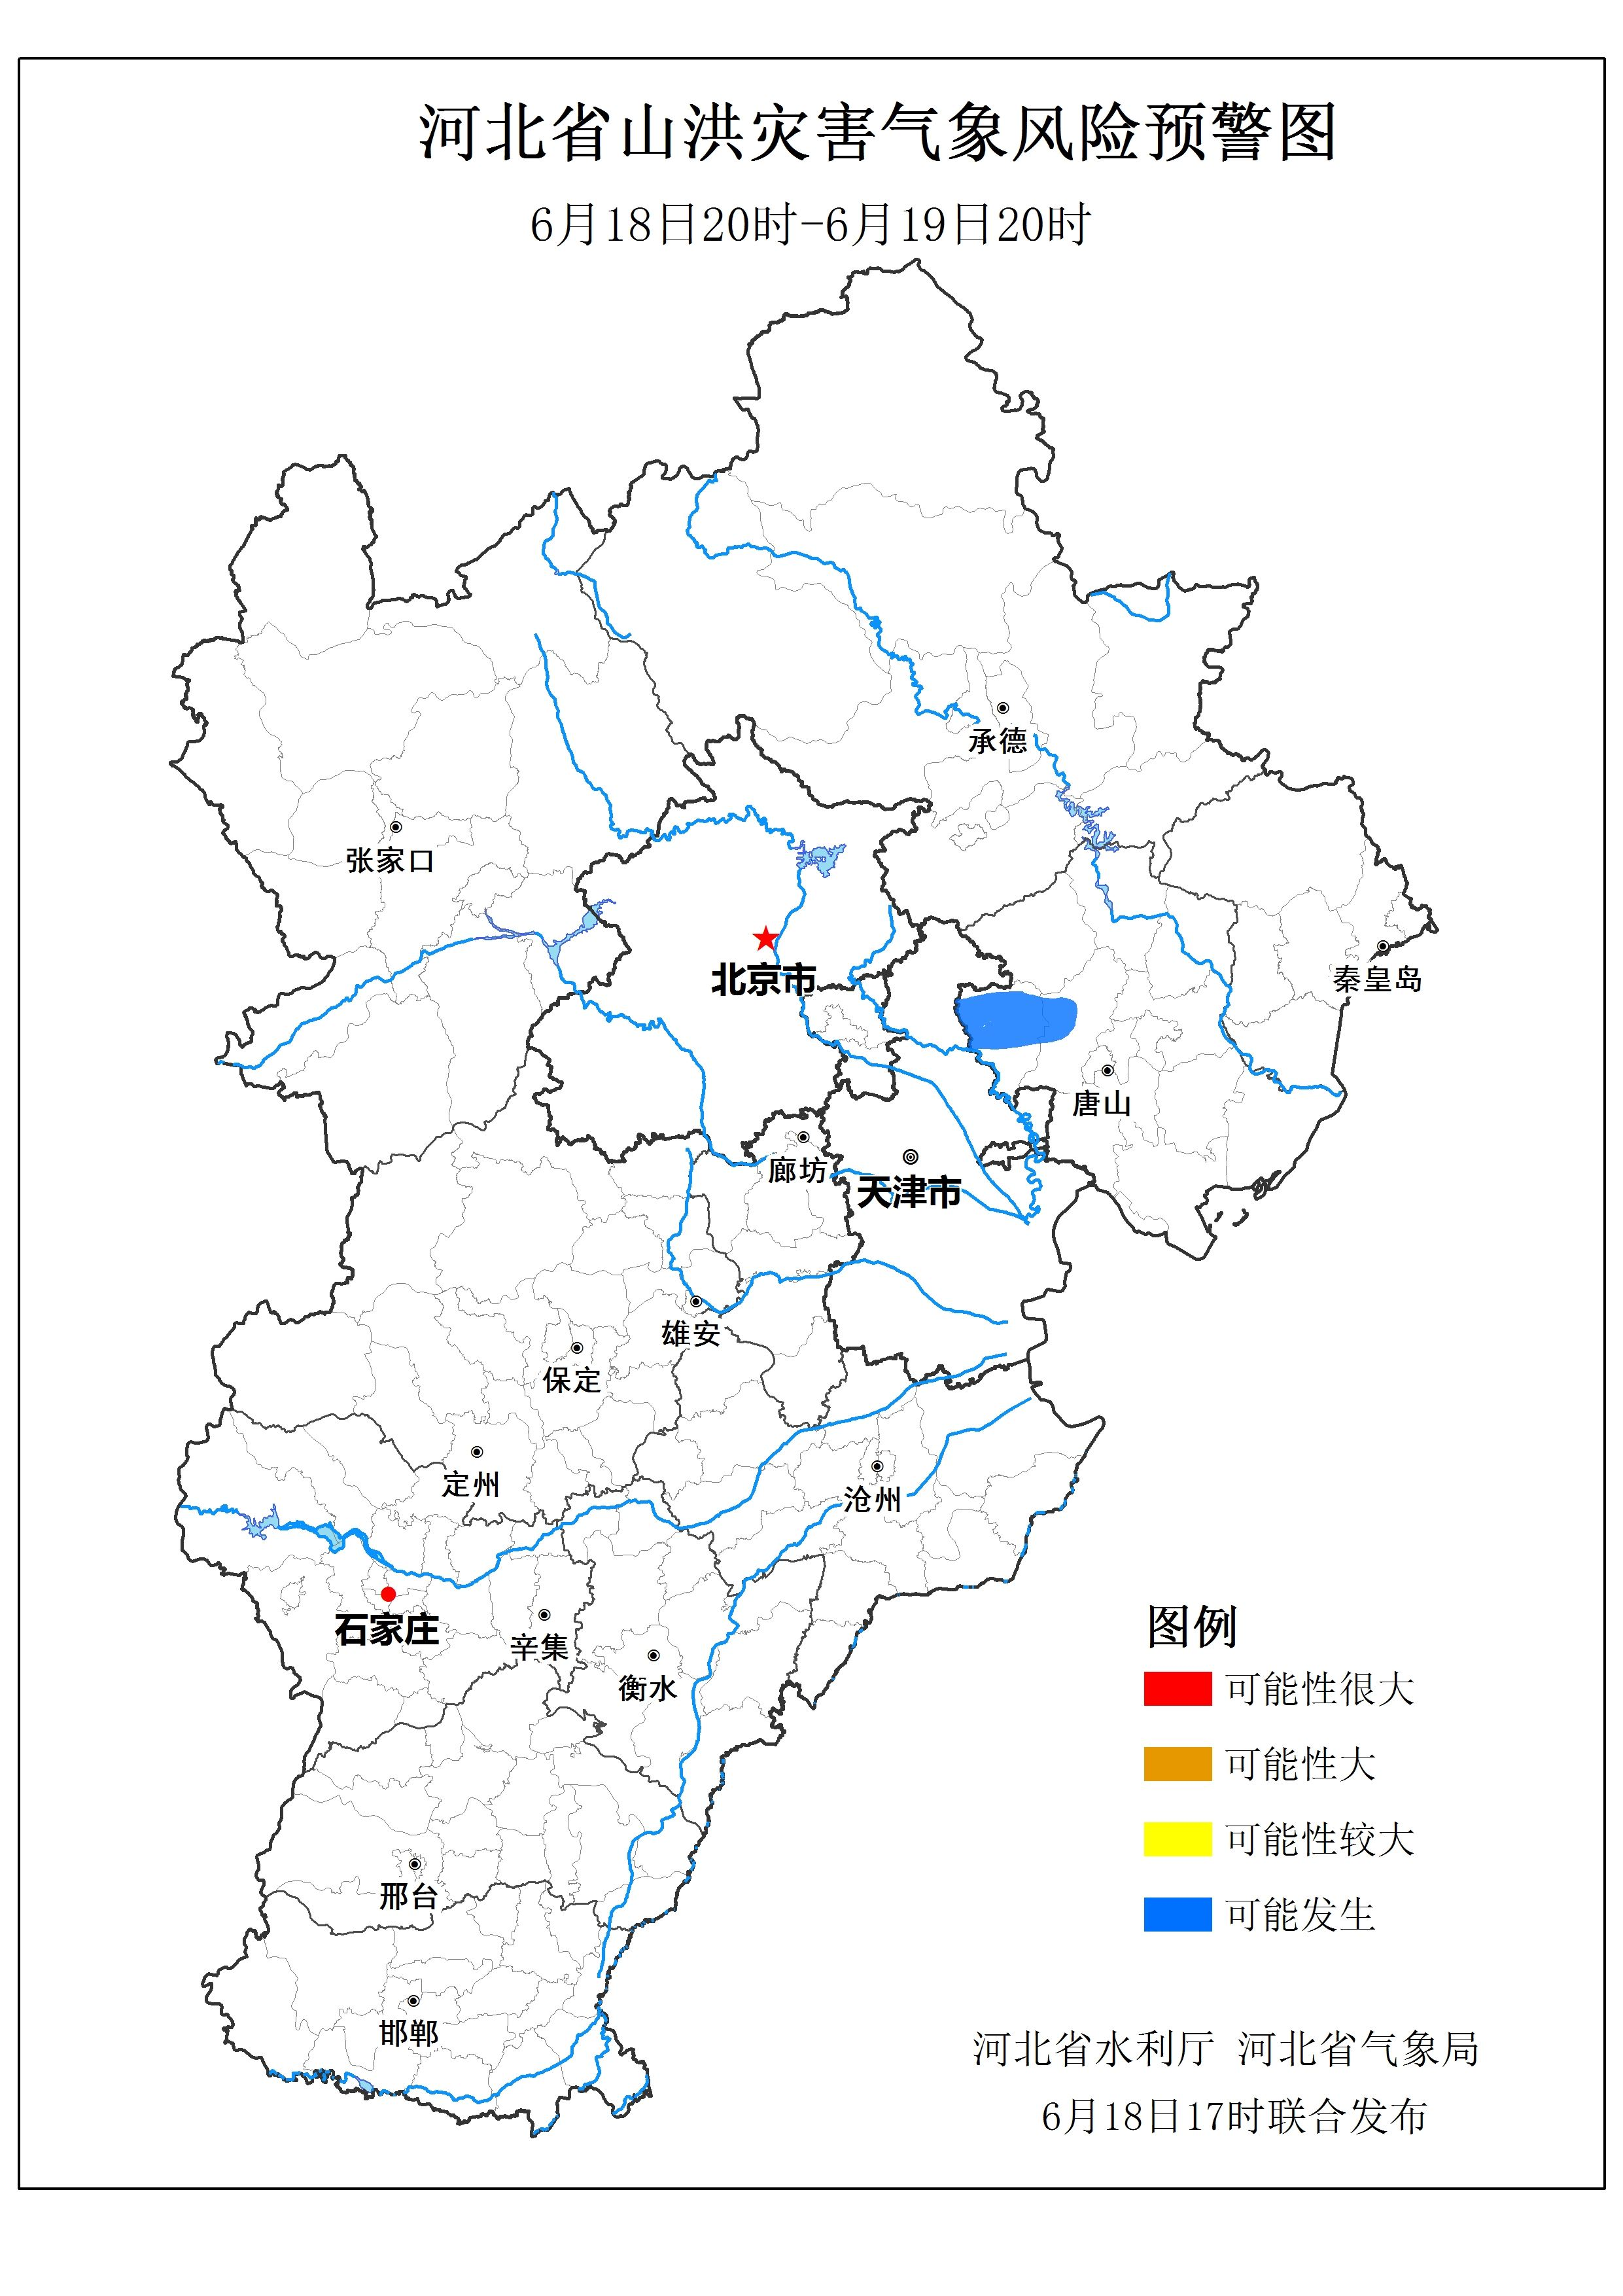 河北省山洪灾害气象风险预警图
6月18日20时-6月19日20时
承德
张家口
北京市
秦皇岛
唐山
廊坊
天津市
雄安
保定
定州
沧州
石家庄
辛集
衡水
邢台
邯郸
图例
可能性很大
可能性大
可能性较大
可能发生
河北省水利厅 河北省气象局
6月18日17时联合发布